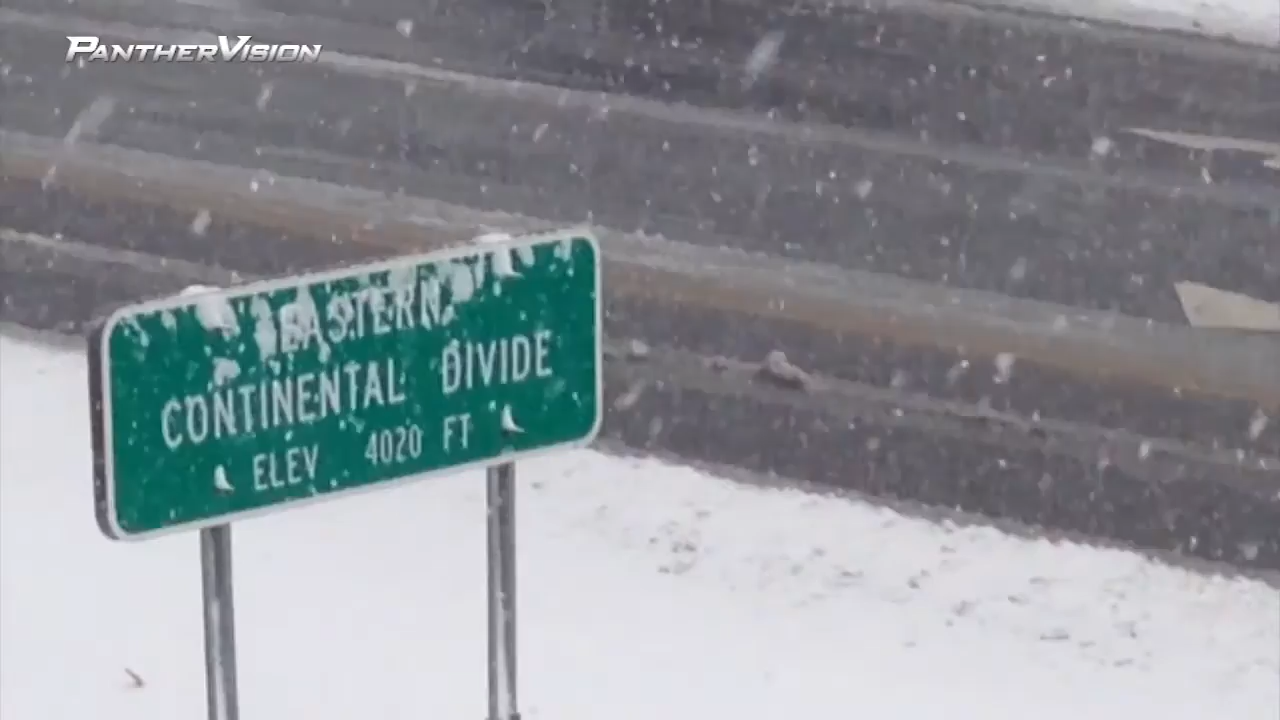 PANTHERVISION
EASTERN
CONTINENTAL DIVIDE
ELEV 4020 FT